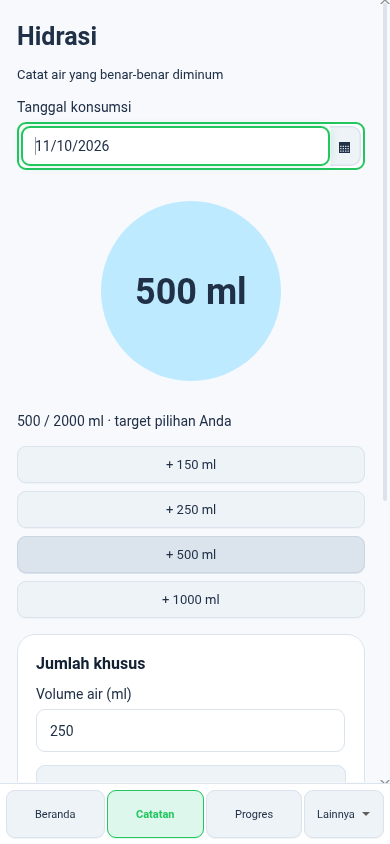 Hidrasi
Catat air yang benar-benar diminum
Tanggal konsumsi
11/10/2026
500 ml
500 / 2000 ml · target pilihan Anda
+ 150 ml
+ 250 ml
+ 500 ml
+ 1000 ml
Jumlah khusus
Volume air (ml)
250
Beranda
Catatan
Progres
Lainnya